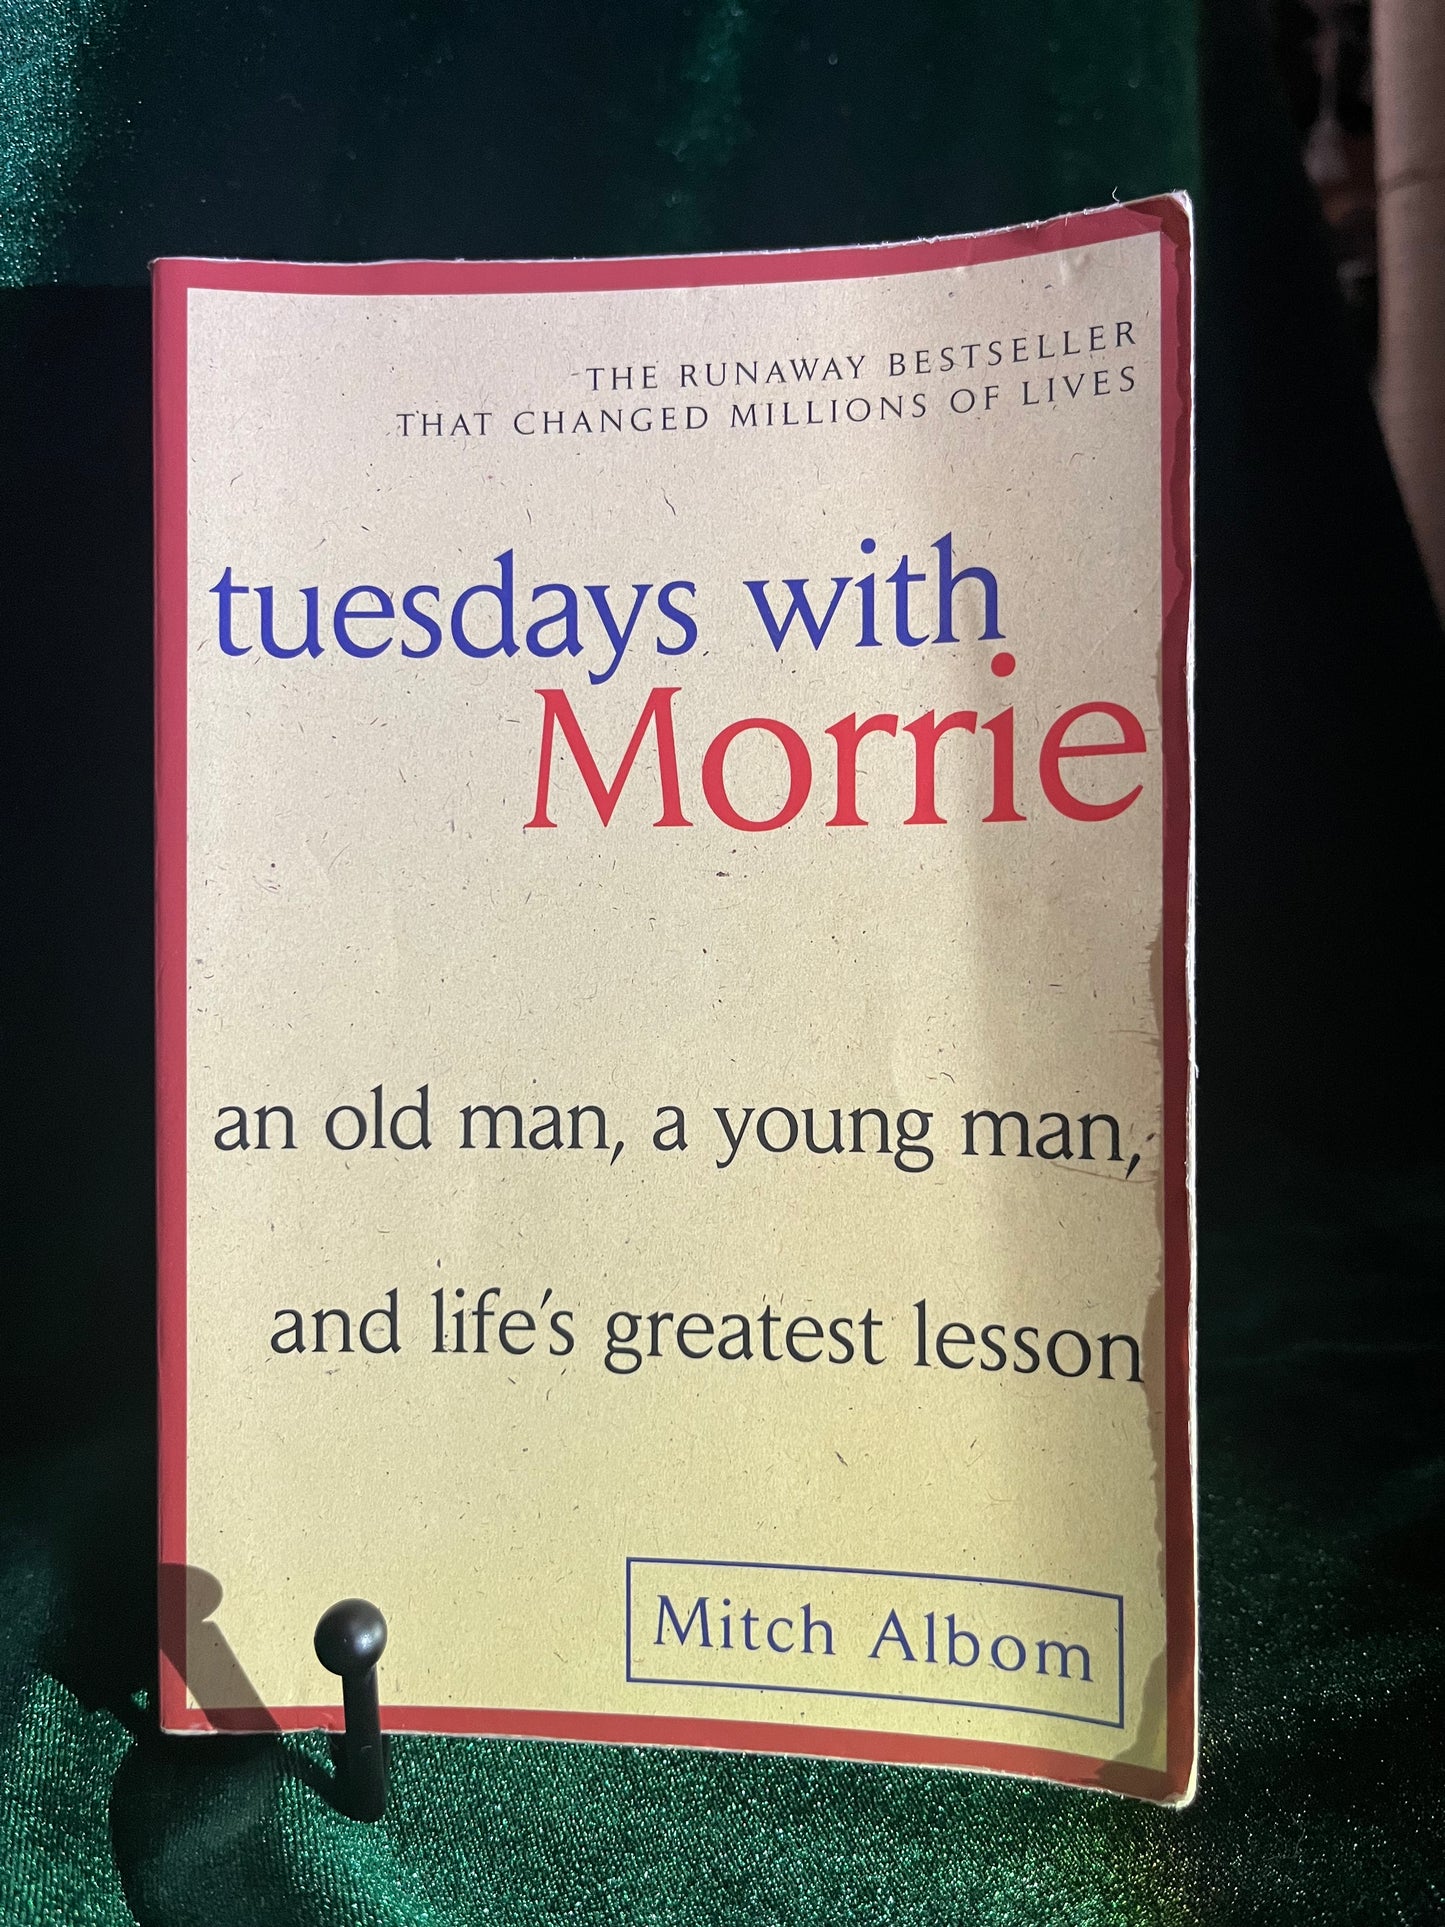 THE RUNAWAY BESTSELLER
THAT CHANGED MILLIONS OF LIVES
tuesdays with
Morrie
an old man, a young man,
and life's greatest lesson
Mitch Albom